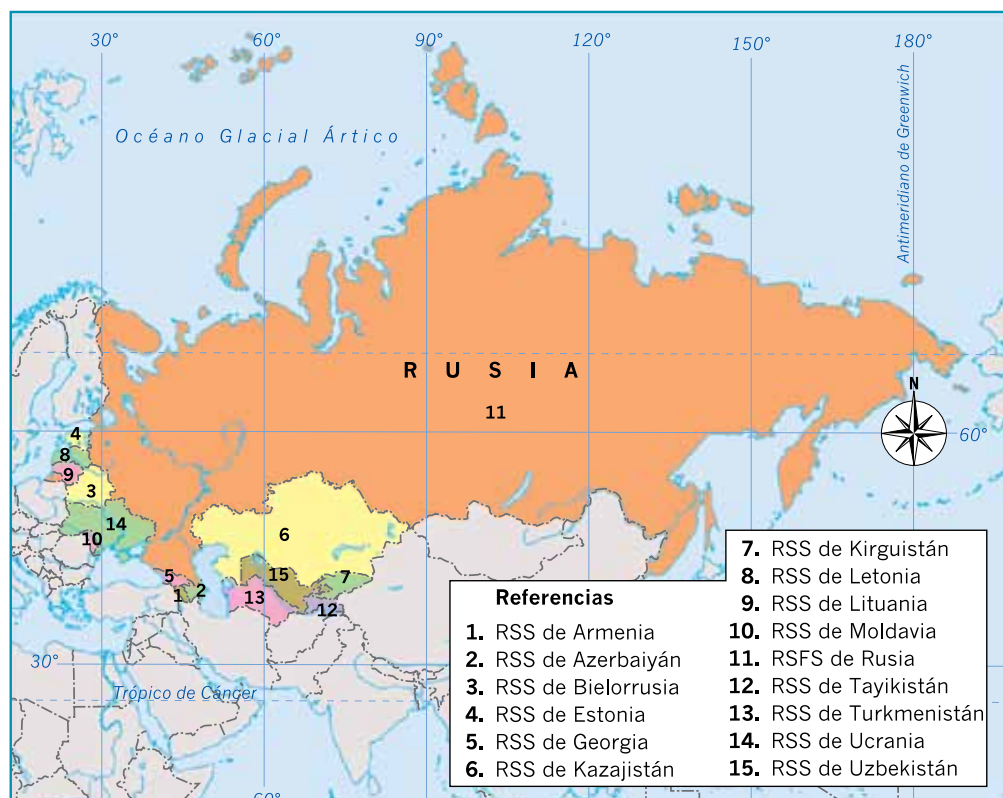 30° 60° 90° 120° 150° 180°
Océano Glacial Ártico
Antimeridiano de Greenwich
RUSIA
11
N
60°
4
8
9
3
14
10
6
5
1
2
15
13
7
12
30°
Trópico de Cáncer
60°
Referencias
1. RSS de Armenia
2. RSS de Azerbaiyán
3. RSS de Bielorrusia
4. RSS de Estonia
5. RSS de Georgia
6. RSS de Kazajistán
7. RSS de Kirguistán
8. RSS de Letonia
9. RSS de Lituania
10. RSS de Moldavia
11. RSFS de Rusia
12. RSS de Tayikistán
13. RSS de Turkmenistán
14. RSS de Ucrania
15. RSS de Uzbekistán